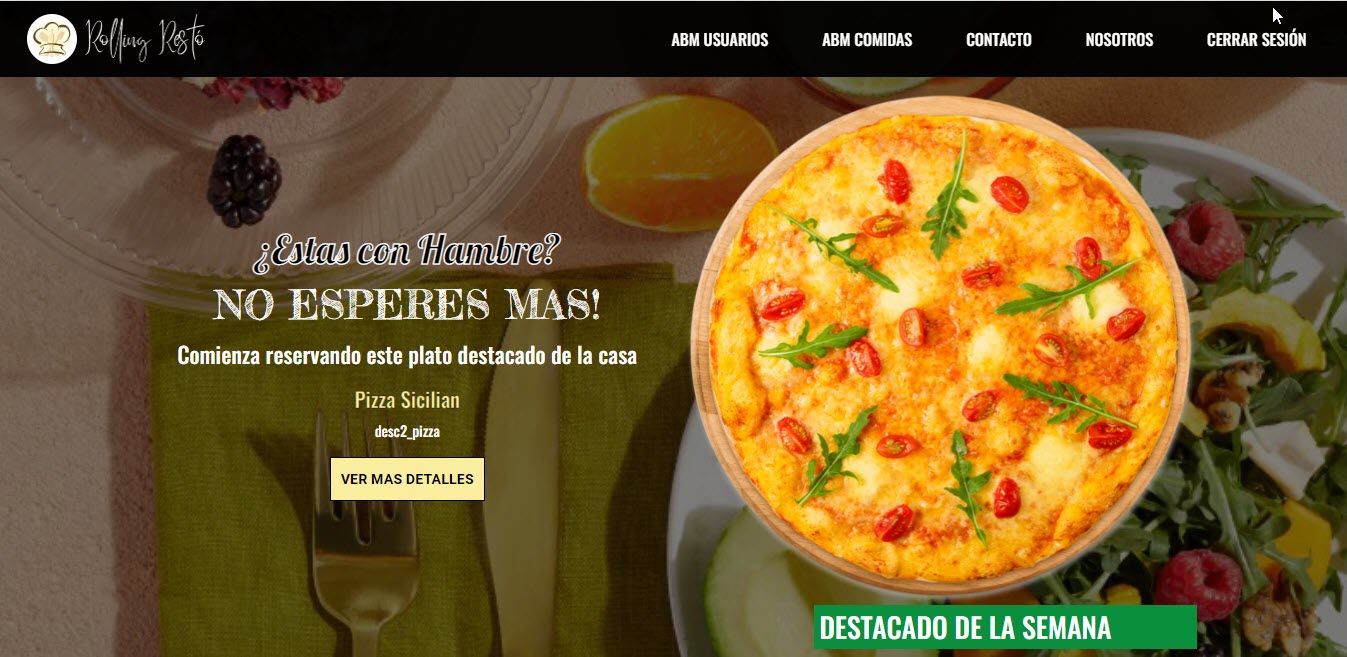 Rolling Restó
ABM USUARIOS
ABM COMIDAS
CONTACTO
NOSOTROS
CERRAR SESIÓN
¿Estas con Hambre?
NO ESPERES MAS!
Comienza reservando este plato destacado de la casa
Pizza Sicilian
desc2_pizza
VER MAS DETALLES
DESTACADO DE LA SEMANA